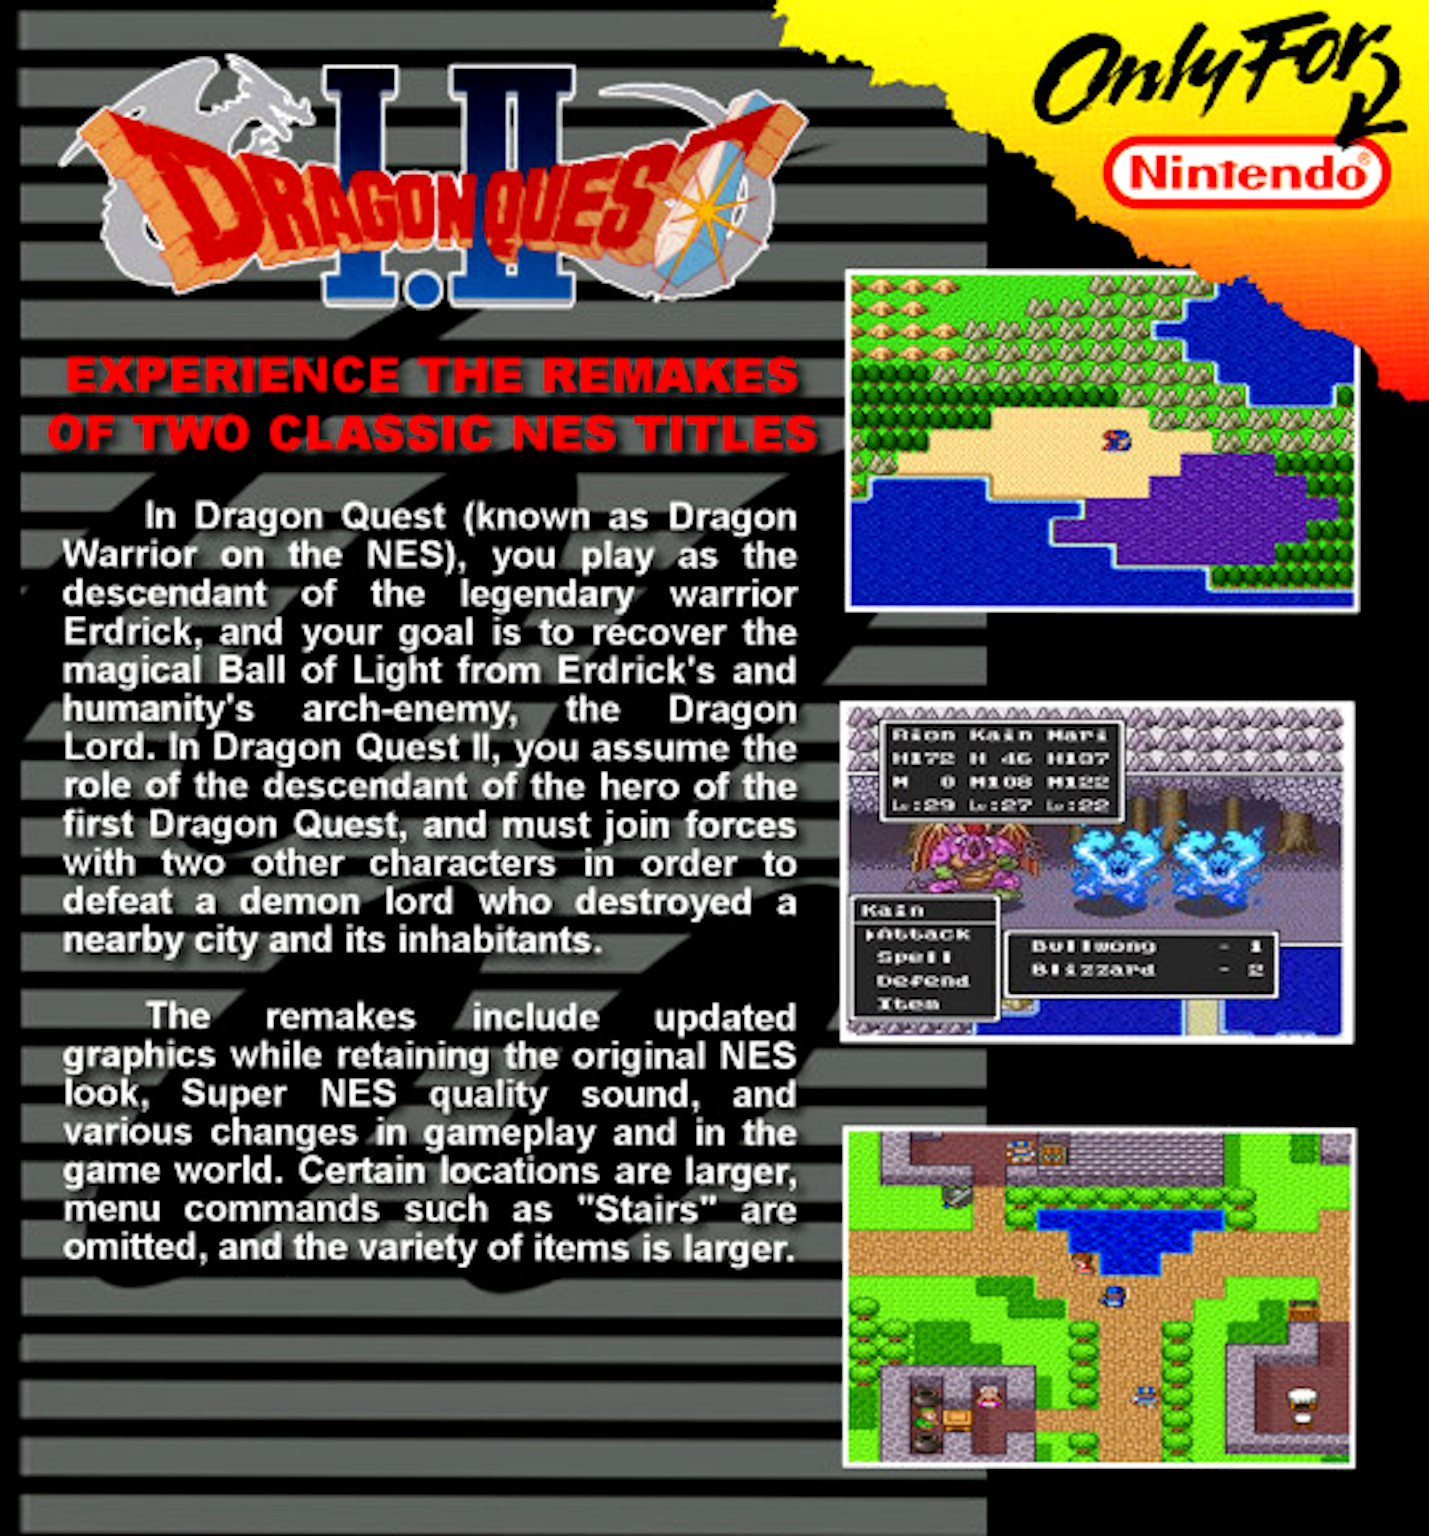 I.II
DRAGON QUEST
Only For
Nintendo®
EXPERIENCE THE REMAKES
OF TWO CLASSIC NES TITLES
In Dragon Quest (known as Dragon
Warrior on the NES), you play as the
descendant of the legendary warrior
Erdrick, and your goal is to recover the
magical Ball of Light from Erdrick's and
humanity's arch-enemy, the Dragon
Lord. In Dragon Quest II, you assume the
role of the descendant of the hero of the
first Dragon Quest, and must join forces
with two other characters in order to
defeat a demon lord who destroyed a
nearby city and its inhabitants.
The remakes include updated
graphics while retaining the original NES
look, Super NES quality sound, and
various changes in gameplay and in the
game world. Certain locations are larger,
menu commands such as "Stairs" are
omitted, and the variety of items is larger.
Rion Kain Mari
H172 H 46 H107
M 0 M108 M122
Lv:29 Lv:27 Lv:22
Kain
Attack
Spell
Defend
Item
Bullwong - 1
Blizzard - 2